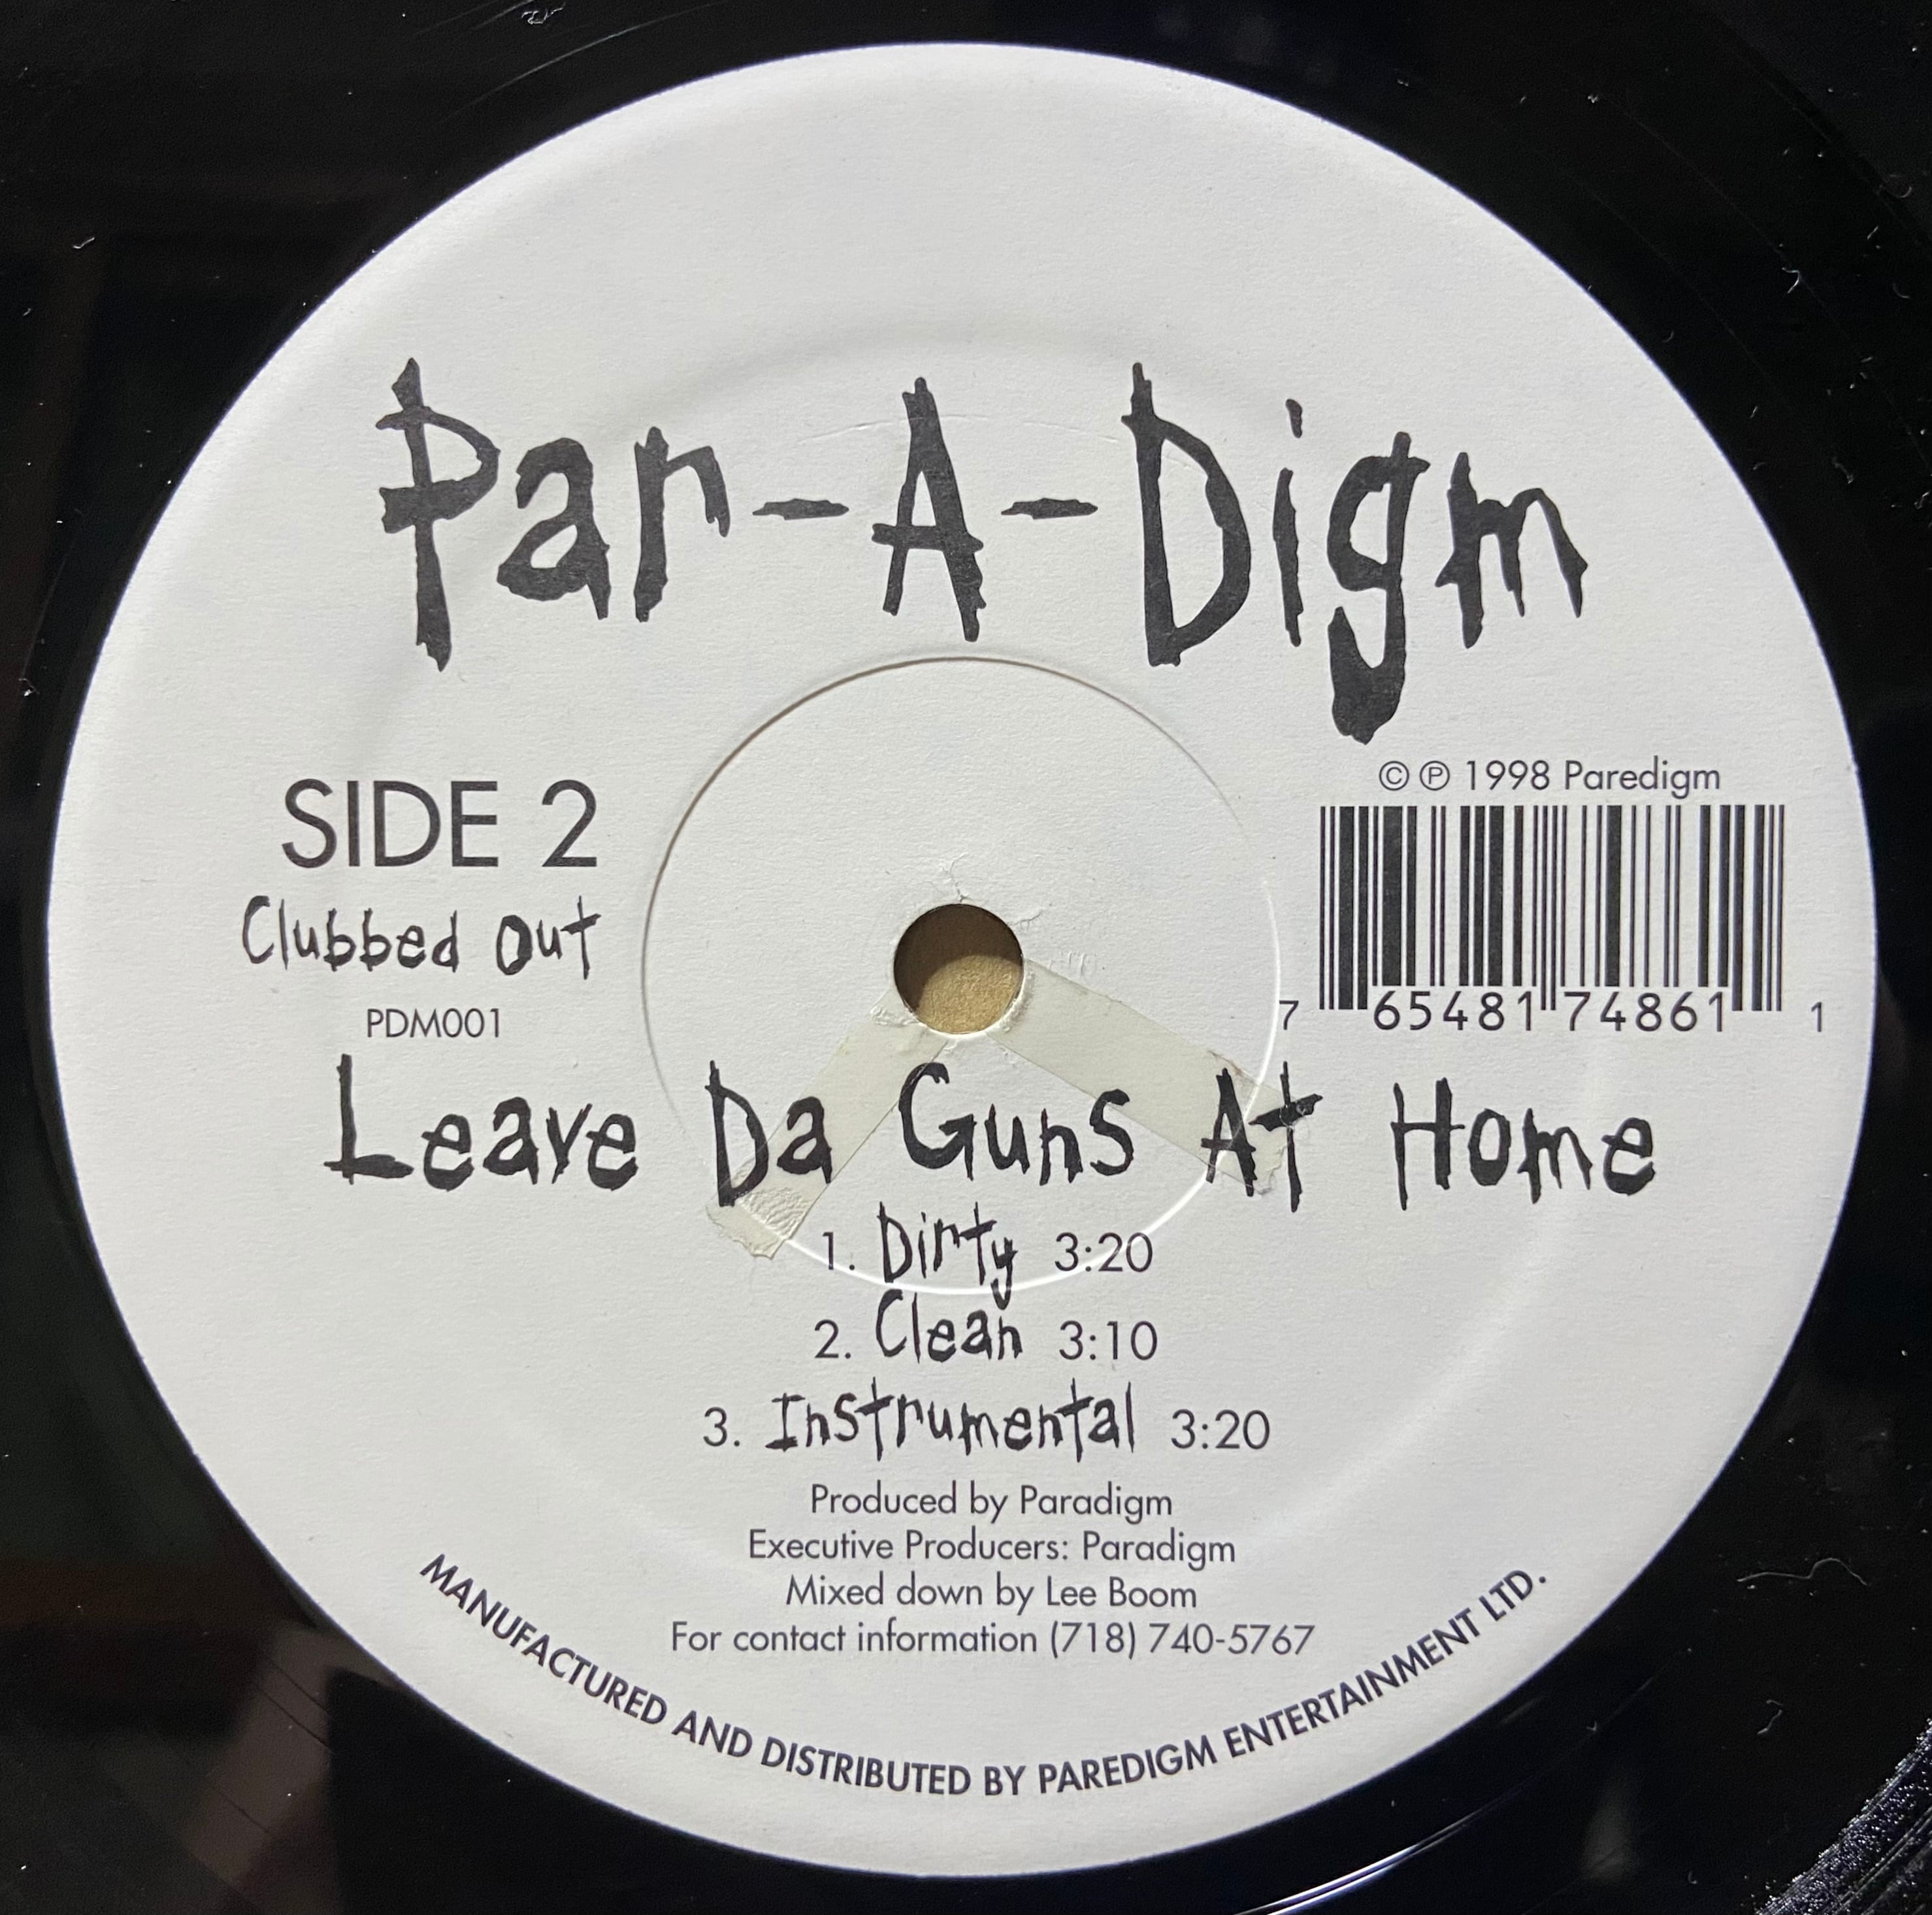 Par-A-Digm
© ℗ 1998 Paredigm
SIDE 2
Clubbed Out
PDM001
7 65481 74861 1
Leave Da Guns At Home
1. Dirty 3:20
2. Clean 3:10
3. Instrumental 3:20
Produced by Paradigm
Executive Producers: Paradigm
Mixed down by Lee Boom
For contact information (718) 740-5767
MANUFACTURED AND DISTRIBUTED BY PAREDIGM ENTERTAINMENT LTD.